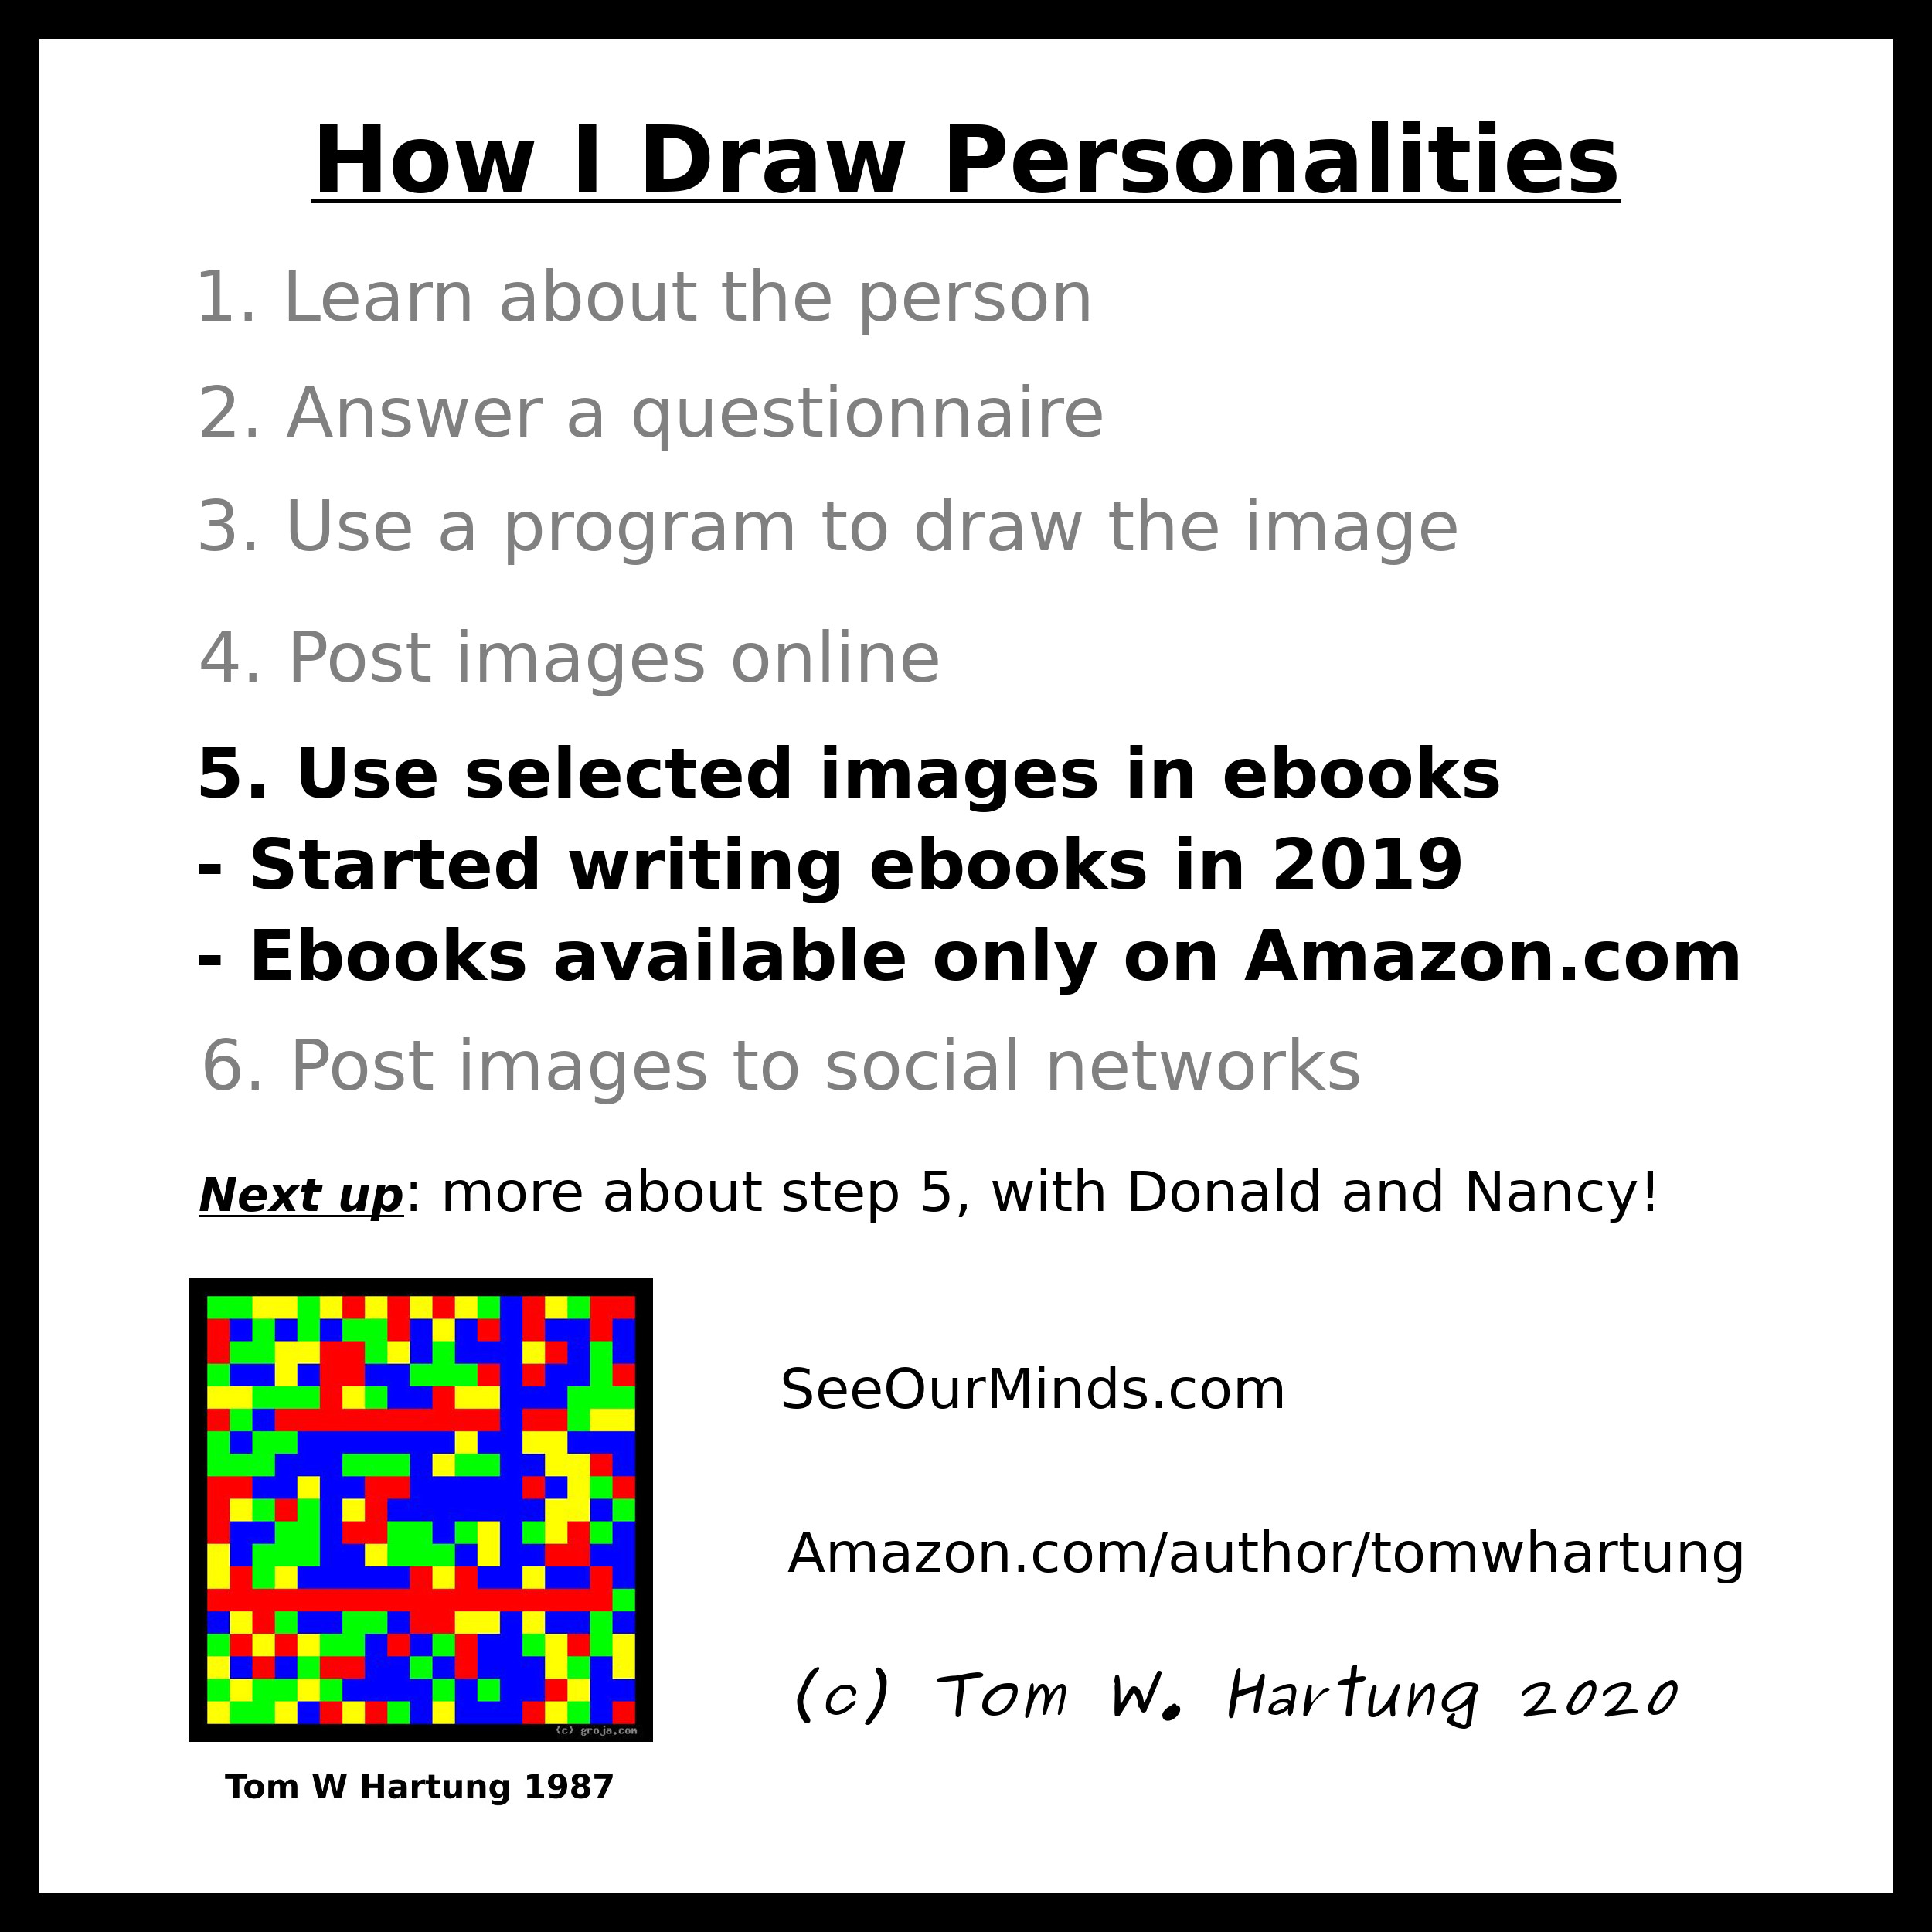 How I Draw Personalities
1. Learn about the person
2. Answer a questionnaire
3. Use a program to draw the image
4. Post images online
5. Use selected images in ebooks
- Started writing ebooks in 2019
- Ebooks available only on Amazon.com
6. Post images to social networks
Next up: more about step 5, with Donald and Nancy!
(c) groja.com
Tom W Hartung 1987
SeeOurMinds.com
Amazon.com/author/tomwhartung
(c) Tom W. Hartung 2020